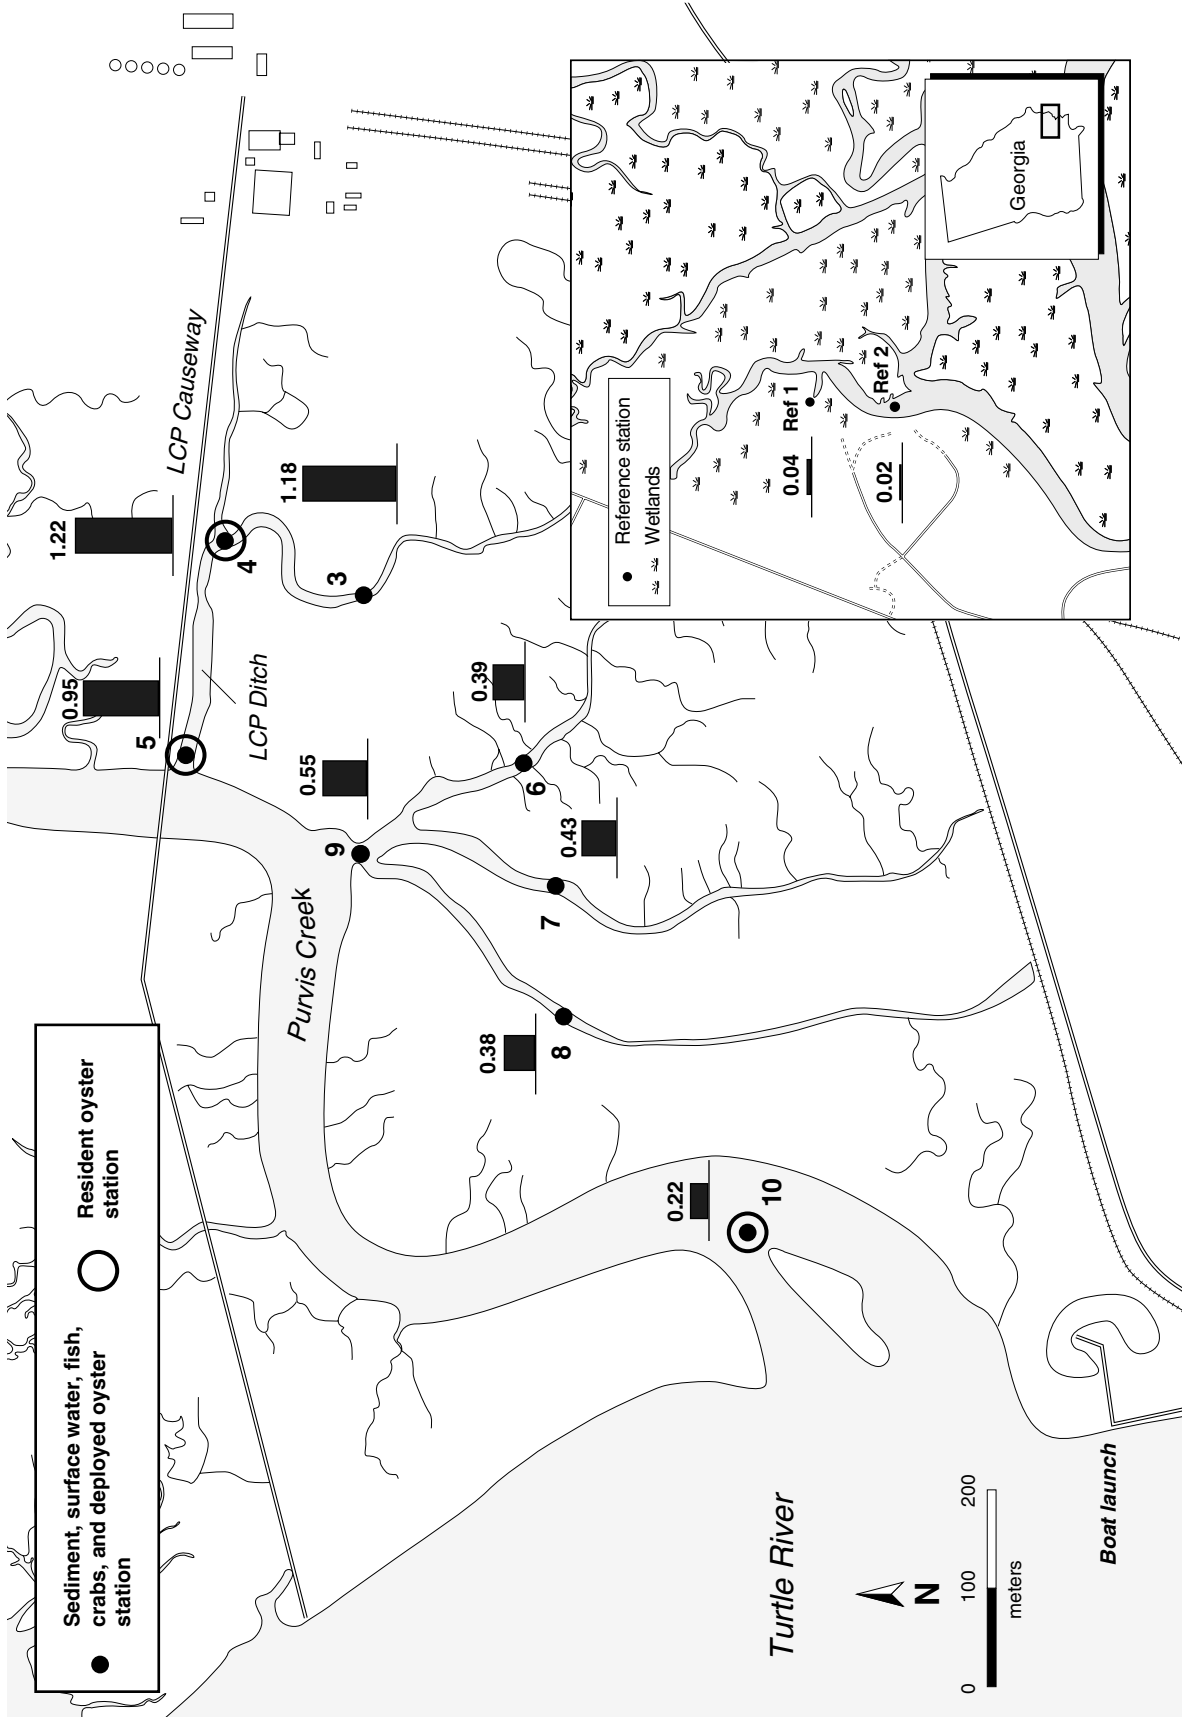 Sediment, surface water, fish,
crabs, and deployed oyster
station
Resident oyster
station
LCP Causeway
1.22
4
1.18
3
0.95
5
LCP Ditch
0.55
9
0.39
6
0.43
7
0.38
8
Purvis Creek
0.22
10
Turtle River
N
0
100
200
meters
Boat launch
Reference station
Wetlands
Ref 1
0.04
Ref 2
0.02
Georgia